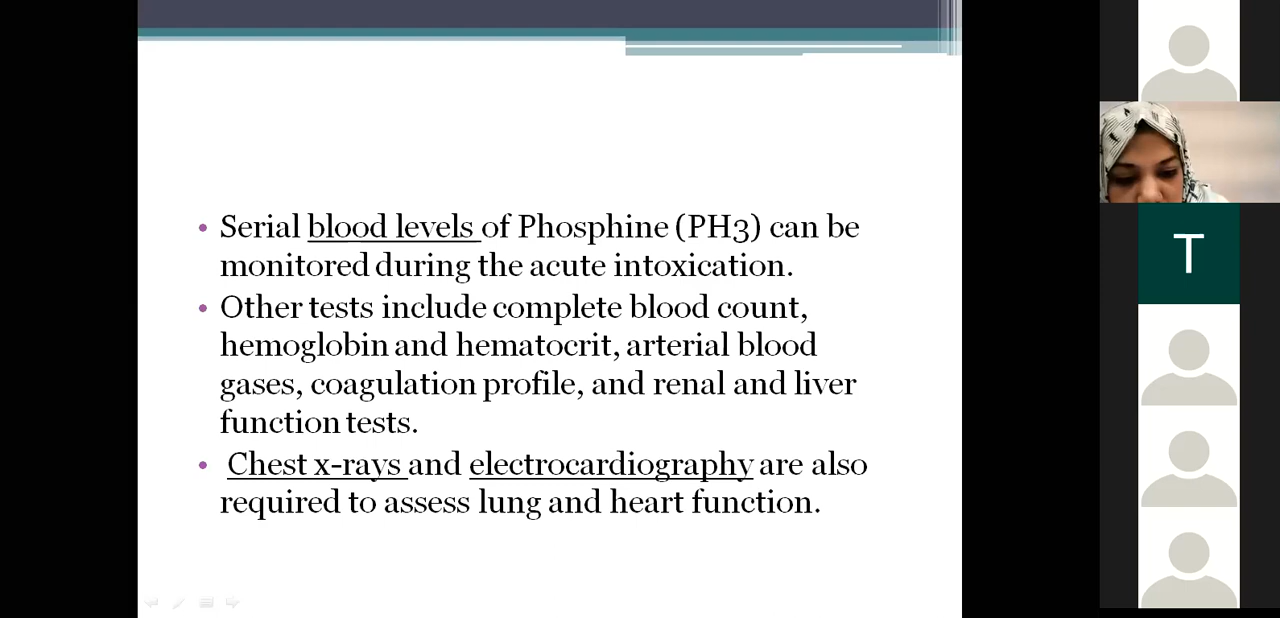 • Serial blood levels of Phosphine (PH3) can be
monitored during the acute intoxication.
• Other tests include complete blood count,
hemoglobin and hematocrit, arterial blood
gases, coagulation profile, and renal and liver
function tests.
• Chest x-rays and electrocardiography are also
required to assess lung and heart function.
T